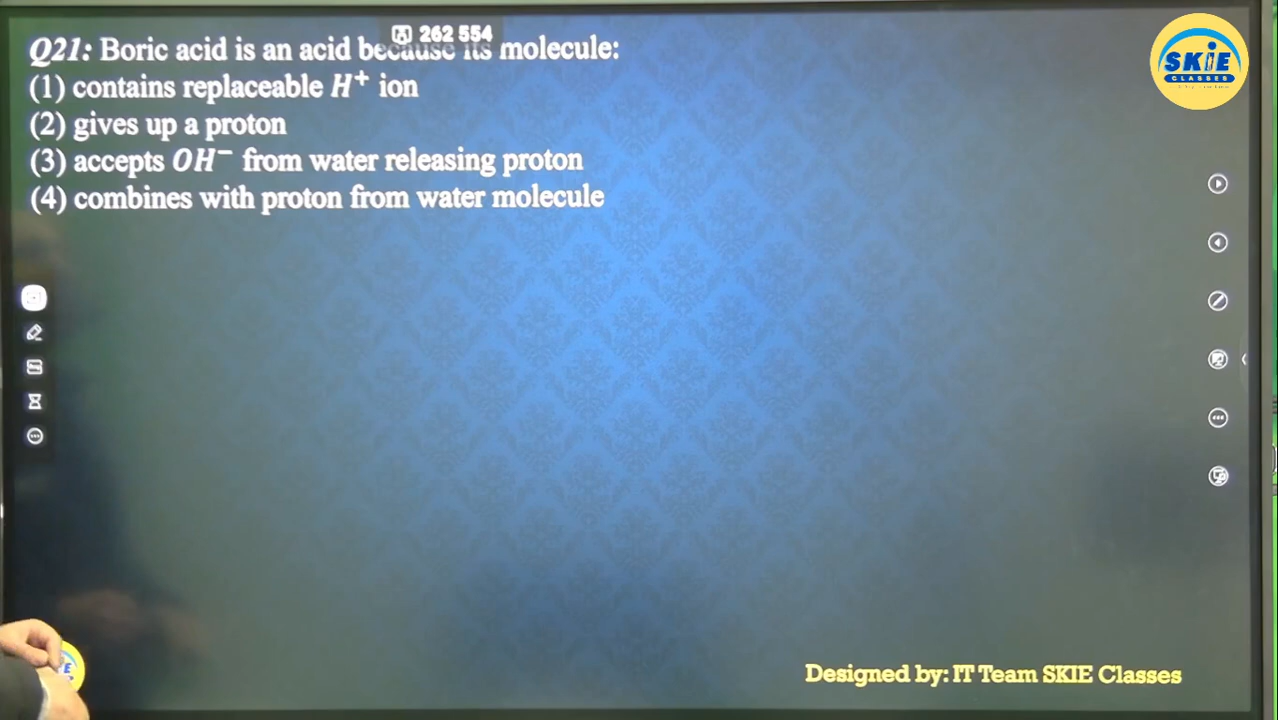 262 554
Q21: Boric acid is an acid because its molecule:
(1) contains replaceable H⁺ ion
(2) gives up a proton
(3) accepts OH⁻ from water releasing proton
(4) combines with proton from water molecule
SKiE
CLASSES
Designed by: IT Team SKIE Classes